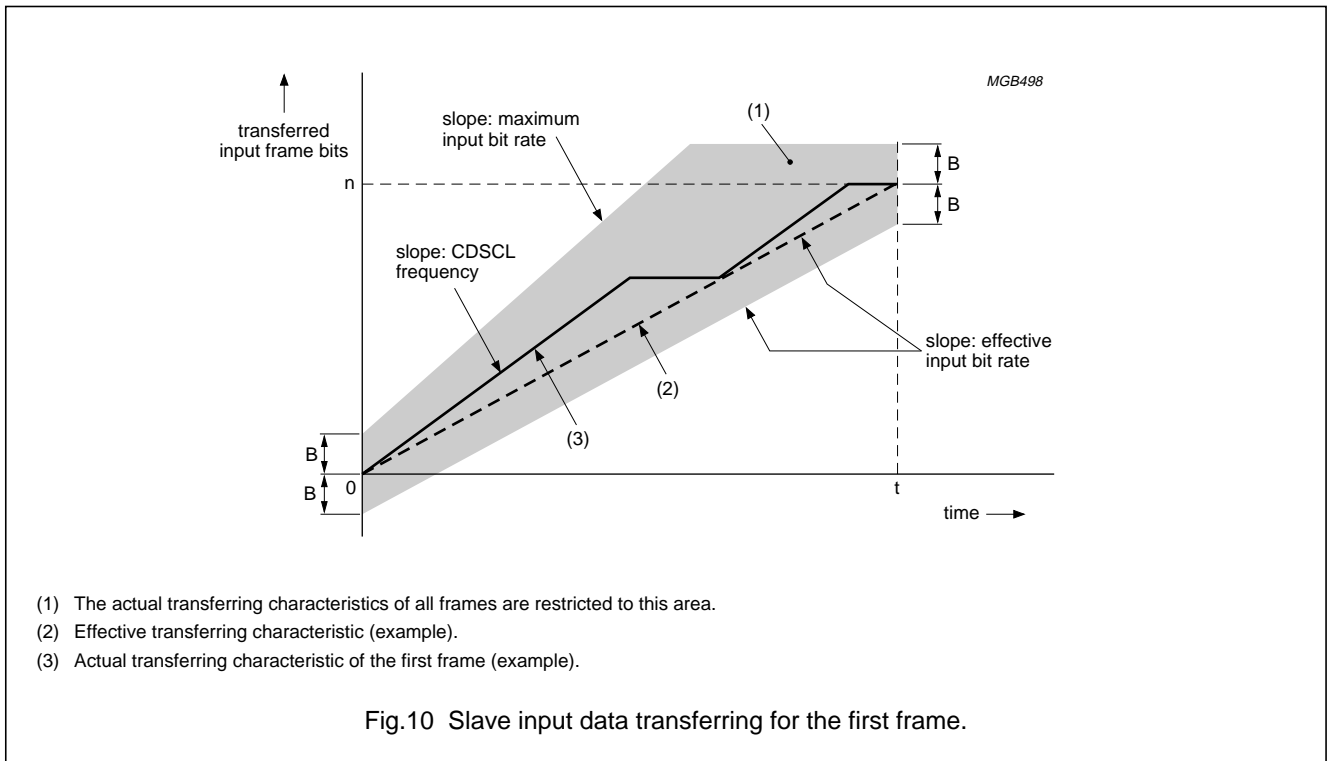 MGB498
transferred
input frame bits
slope: maximum
input bit rate
(1)
n
B
B
slope: CDSCL
frequency
slope: effective
input bit rate
(2)
(3)
B
B
0
t
time
(1) The actual transferring characteristics of all frames are restricted to this area.
(2) Effective transferring characteristic (example).
(3) Actual transferring characteristic of the first frame (example).
Fig.10 Slave input data transferring for the first frame.